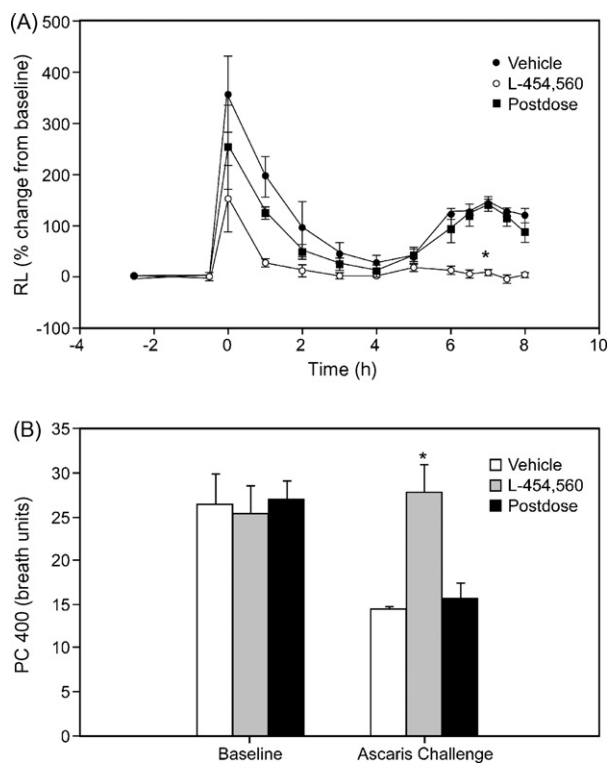 (A)
500
400
300
200
100
0
-100
RL (% change from baseline)
Vehicle
L-454,560
Postdose
*
-4 -2 0 2 4 6 8 10
Time (h)
(B)
35
30
25
20
15
10
5
0
PC 400 (breath units)
*
Vehicle
L-454,560
Postdose
Baseline Ascaris Challenge